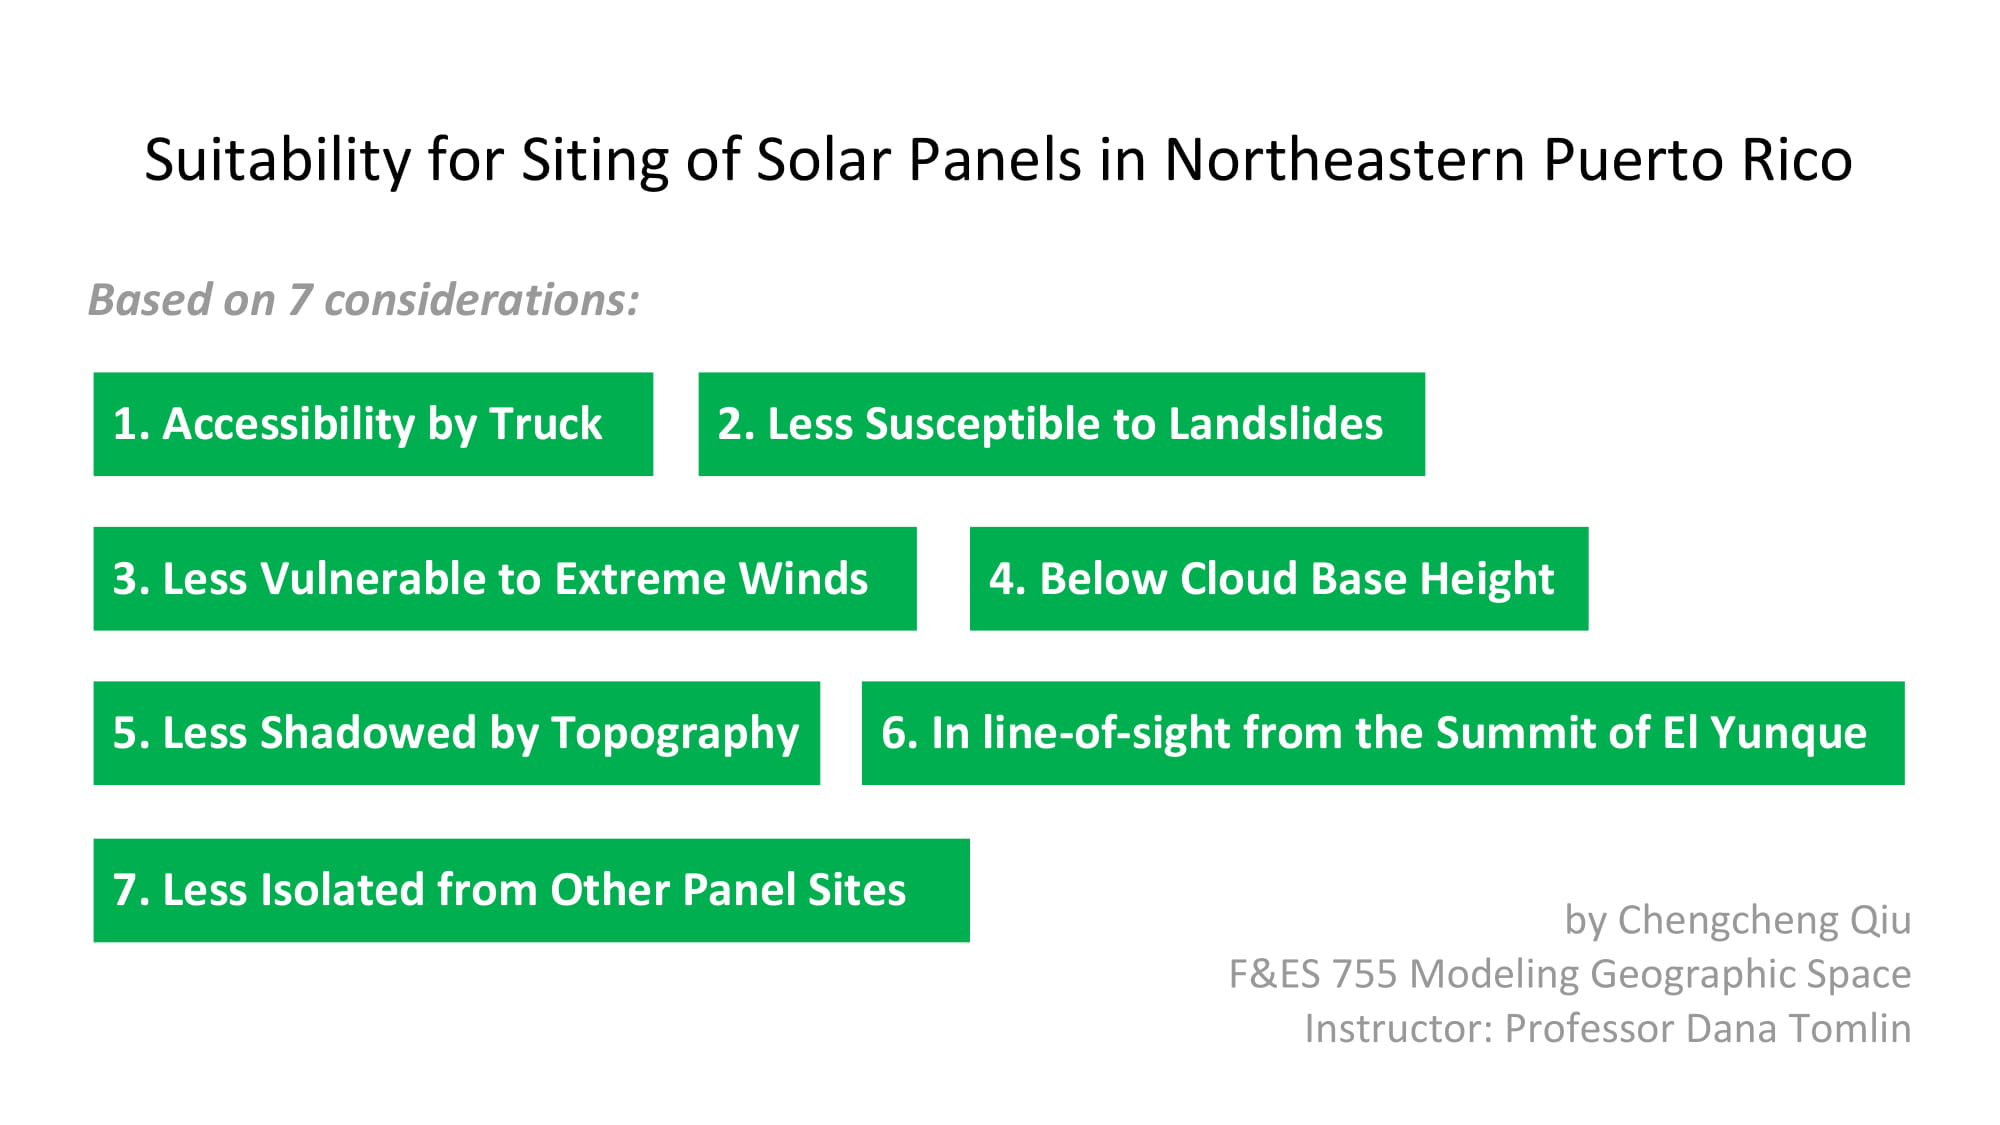 Suitability for Siting of Solar Panels in Northeastern Puerto Rico
Based on 7 considerations:
1. Accessibility by Truck
2. Less Susceptible to Landslides
3. Less Vulnerable to Extreme Winds
4. Below Cloud Base Height
5. Less Shadowed by Topography
6. In line-of-sight from the Summit of El Yunque
7. Less Isolated from Other Panel Sites
by Chengcheng Qiu
F&ES 755 Modeling Geographic Space
Instructor: Professor Dana Tomlin